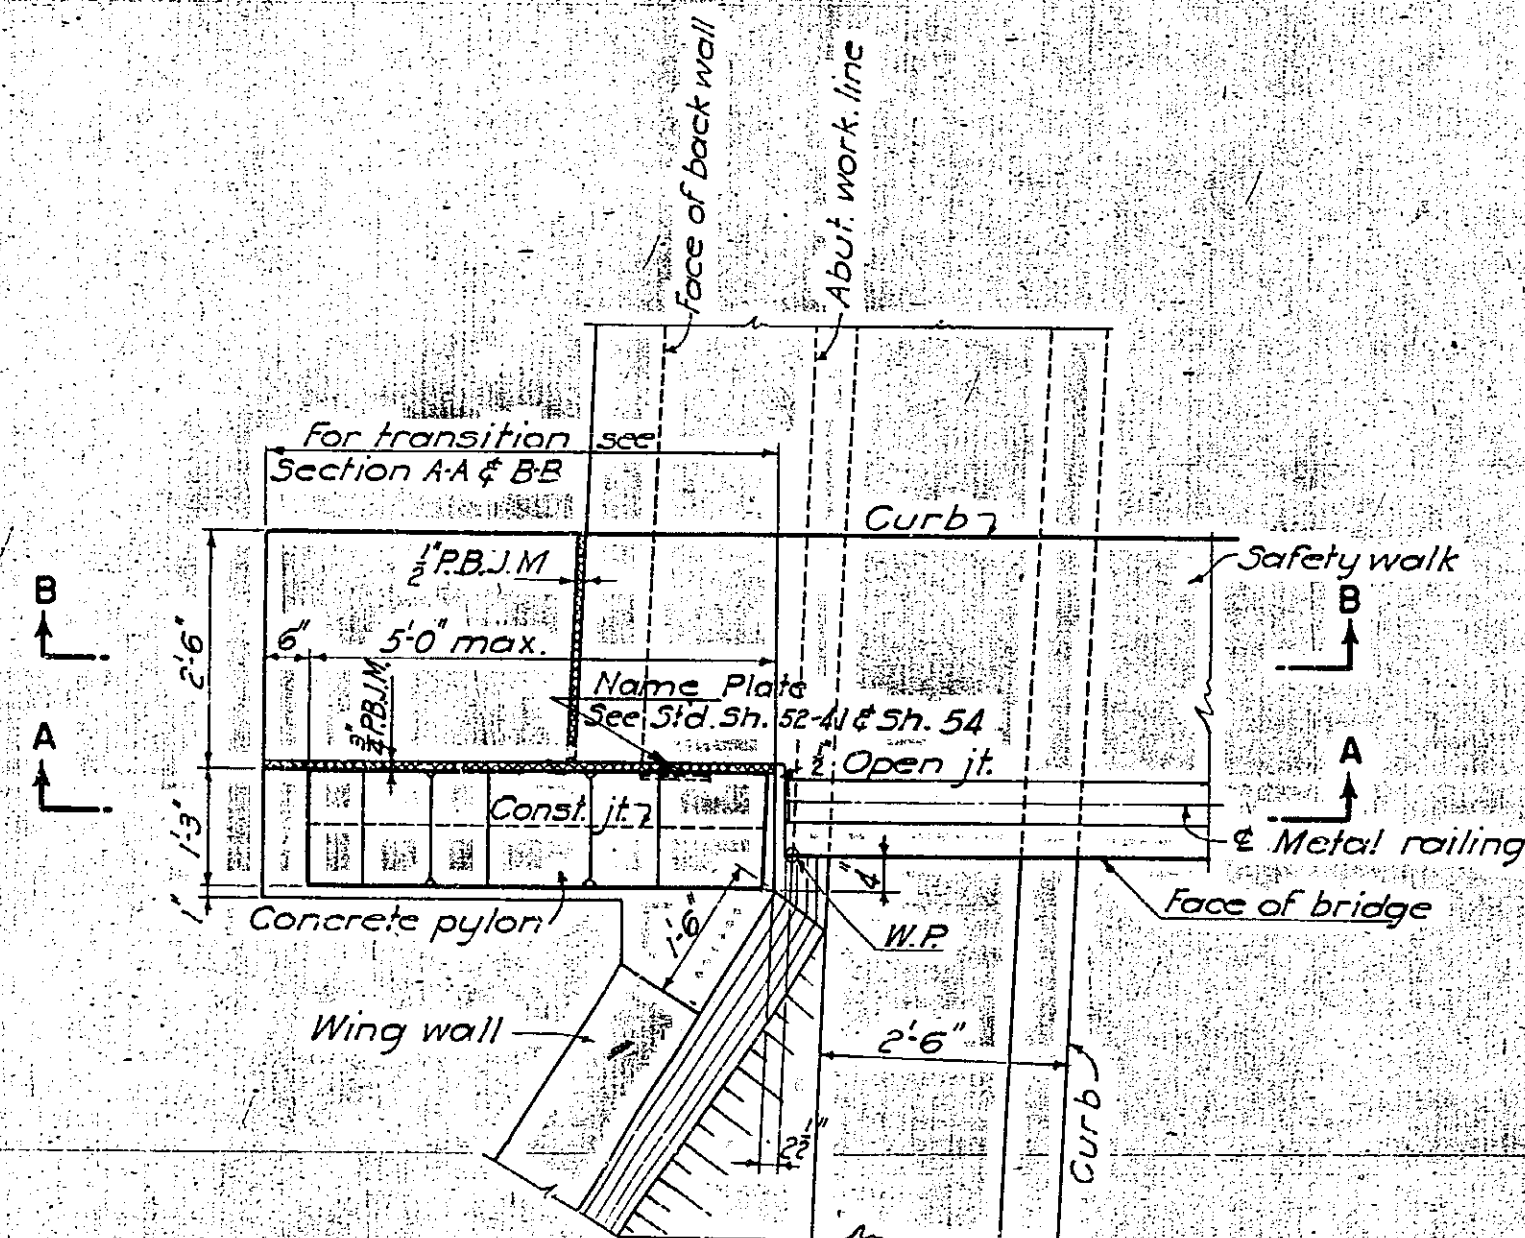 Face of back wall
Abut. work. line
For transition see
Section A-A & B-B
Curb
Safety walk
1/2" P.B.J.M
B
B
2'-6"
6"
5'-0" max.
3/4" P.B.J.M.
Name Plate
See Std. Sh. 52-41 & Sh. 54
A
A
1/2" Open jt.
1'-3"
Const. jt.
℄ Metal railing
4"
1"
Concrete pylon
1'-6"
W.P.
Face of bridge
Wing wall
2'-6"
2 1/2"
Curb